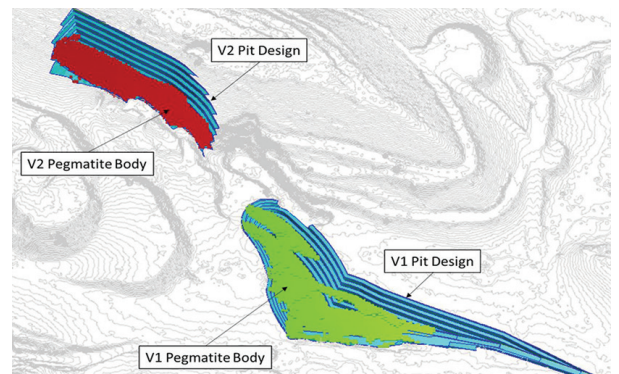 V2 Pit Design
V2 Pegmatite Body
V1 Pit Design
V1 Pegmatite Body